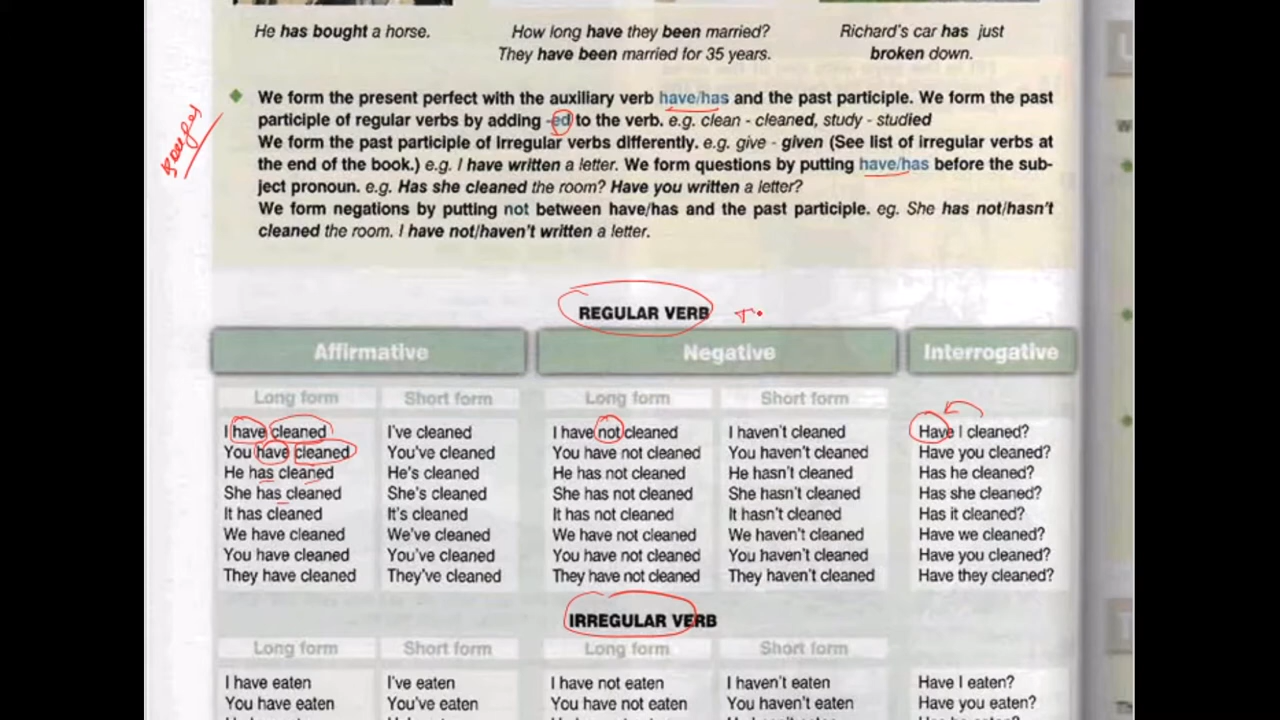 He has bought a horse.
How long have they been married?
They have been married for 35 years.
Richard's car has just
broken down.
We form the present perfect with the auxiliary verb have/has and the past participle. We form the past
participle of regular verbs by adding -ed to the verb. e.g. clean - cleaned, study - studied
We form the past participle of irregular verbs differently. e.g. give - given (See list of irregular verbs at
the end of the book.) e.g. I have written a letter. We form questions by putting have/has before the sub-
ject pronoun. e.g. Has she cleaned the room? Have you written a letter?
We form negations by putting not between have/has and the past participle. eg. She has not/hasn't
cleaned the room. I have not/haven't written a letter.
REGULAR VERB
Affirmative Negative Interrogative
Long form Short form Long form Short form
I have cleaned I've cleaned I have not cleaned I haven't cleaned Have I cleaned?
You have cleaned You've cleaned You have not cleaned You haven't cleaned Have you cleaned?
He has cleaned He's cleaned He has not cleaned He hasn't cleaned Has he cleaned?
She has cleaned She's cleaned She has not cleaned She hasn't cleaned Has she cleaned?
It has cleaned It's cleaned It has not cleaned It hasn't cleaned Has it cleaned?
We have cleaned We've cleaned We have not cleaned We haven't cleaned Have we cleaned?
You have cleaned You've cleaned You have not cleaned You haven't cleaned Have you cleaned?
They have cleaned They've cleaned They have not cleaned They haven't cleaned Have they cleaned?
IRREGULAR VERB
Long form Short form Long form Short form
I have eaten I've eaten I have not eaten I haven't eaten Have I eaten?
You have eaten You've eaten You have not eaten You haven't eaten Have you eaten?